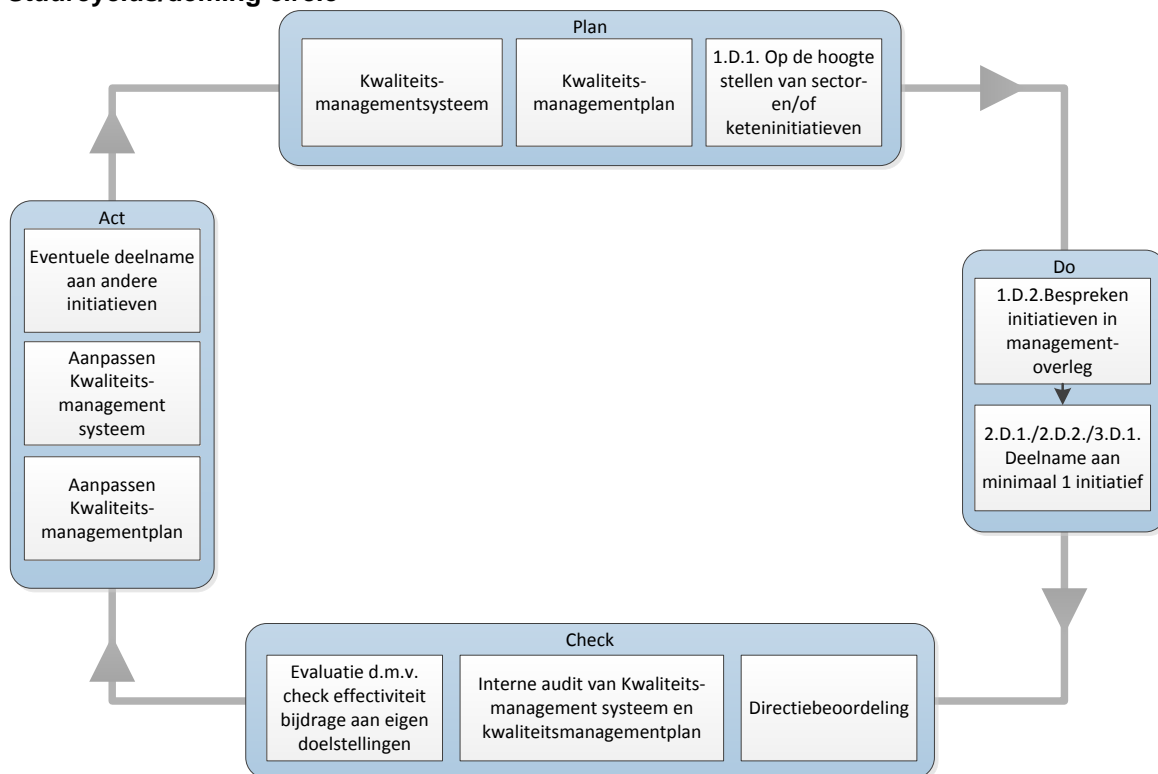 Plan
Kwaliteits-
managementsysteem
Kwaliteits-
managementplan
1.D.1. Op de hoogte
stellen van sector-
en/of
keteninitiatieven
Do
1.D.2.Bespreken
initiatieven in
management-
overleg
2.D.1./2.D.2./3.D.1.
Deelname aan
minimaal 1 initiatief
Check
Evaluatie d.m.v.
check effectiviteit
bijdrage aan eigen
doelstellingen
Interne audit van Kwaliteits-
management systeem en
kwaliteitsmanagementplan
Directiebeoordeling
Act
Eventuele deelname
aan andere
initiatieven
Aanpassen
Kwaliteits-
management
systeem
Aanpassen
Kwaliteits-
managementplan